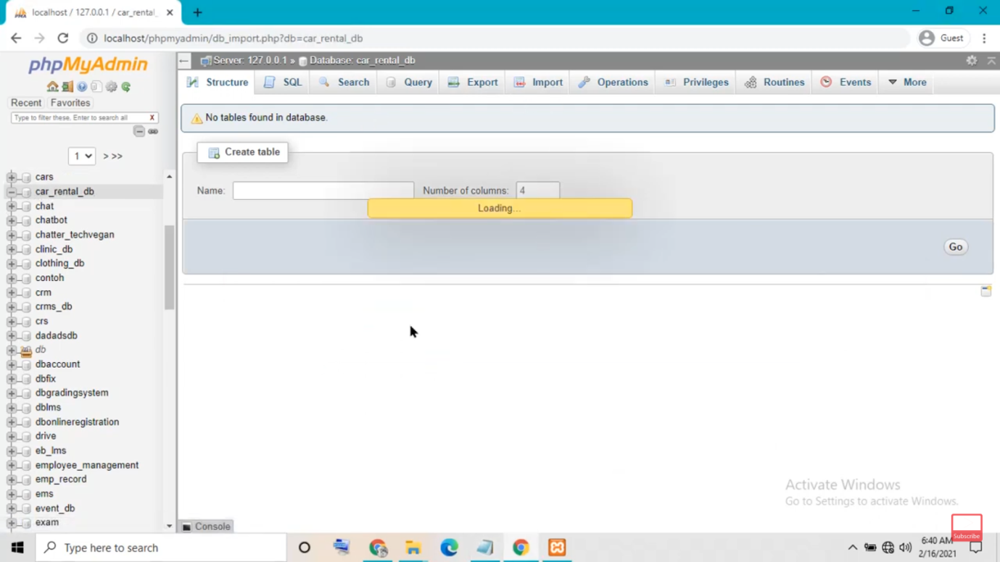 localhost / 127.0.0.1 / car_rental_
localhost/phpmyadmin/db_import.php?db=car_rental_db
Guest
phpMyAdmin
Recent Favorites
Type to filter these, Enter to search all X
1 > >>
cars
car_rental_db
chat
chatbot
chatter_techvegan
clinic_db
clothing_db
contoh
crm
crms_db
crs
dadadsdb
db
dbaccount
dbfix
dbgradingsystem
dblms
dbonlineregistration
drive
eb_lms
employee_management
emp_record
ems
event_db
exam
Server: 127.0.0.1 » Database: car_rental_db
Structure SQL Search Query Export Import Operations Privileges Routines Events More
No tables found in database.
Create table
Name: Number of columns: 4
Loading...
Go
Console
Activate Windows
Go to Settings to activate Windows.
Subscribe
Type here to search
6:40 AM
2/16/2021